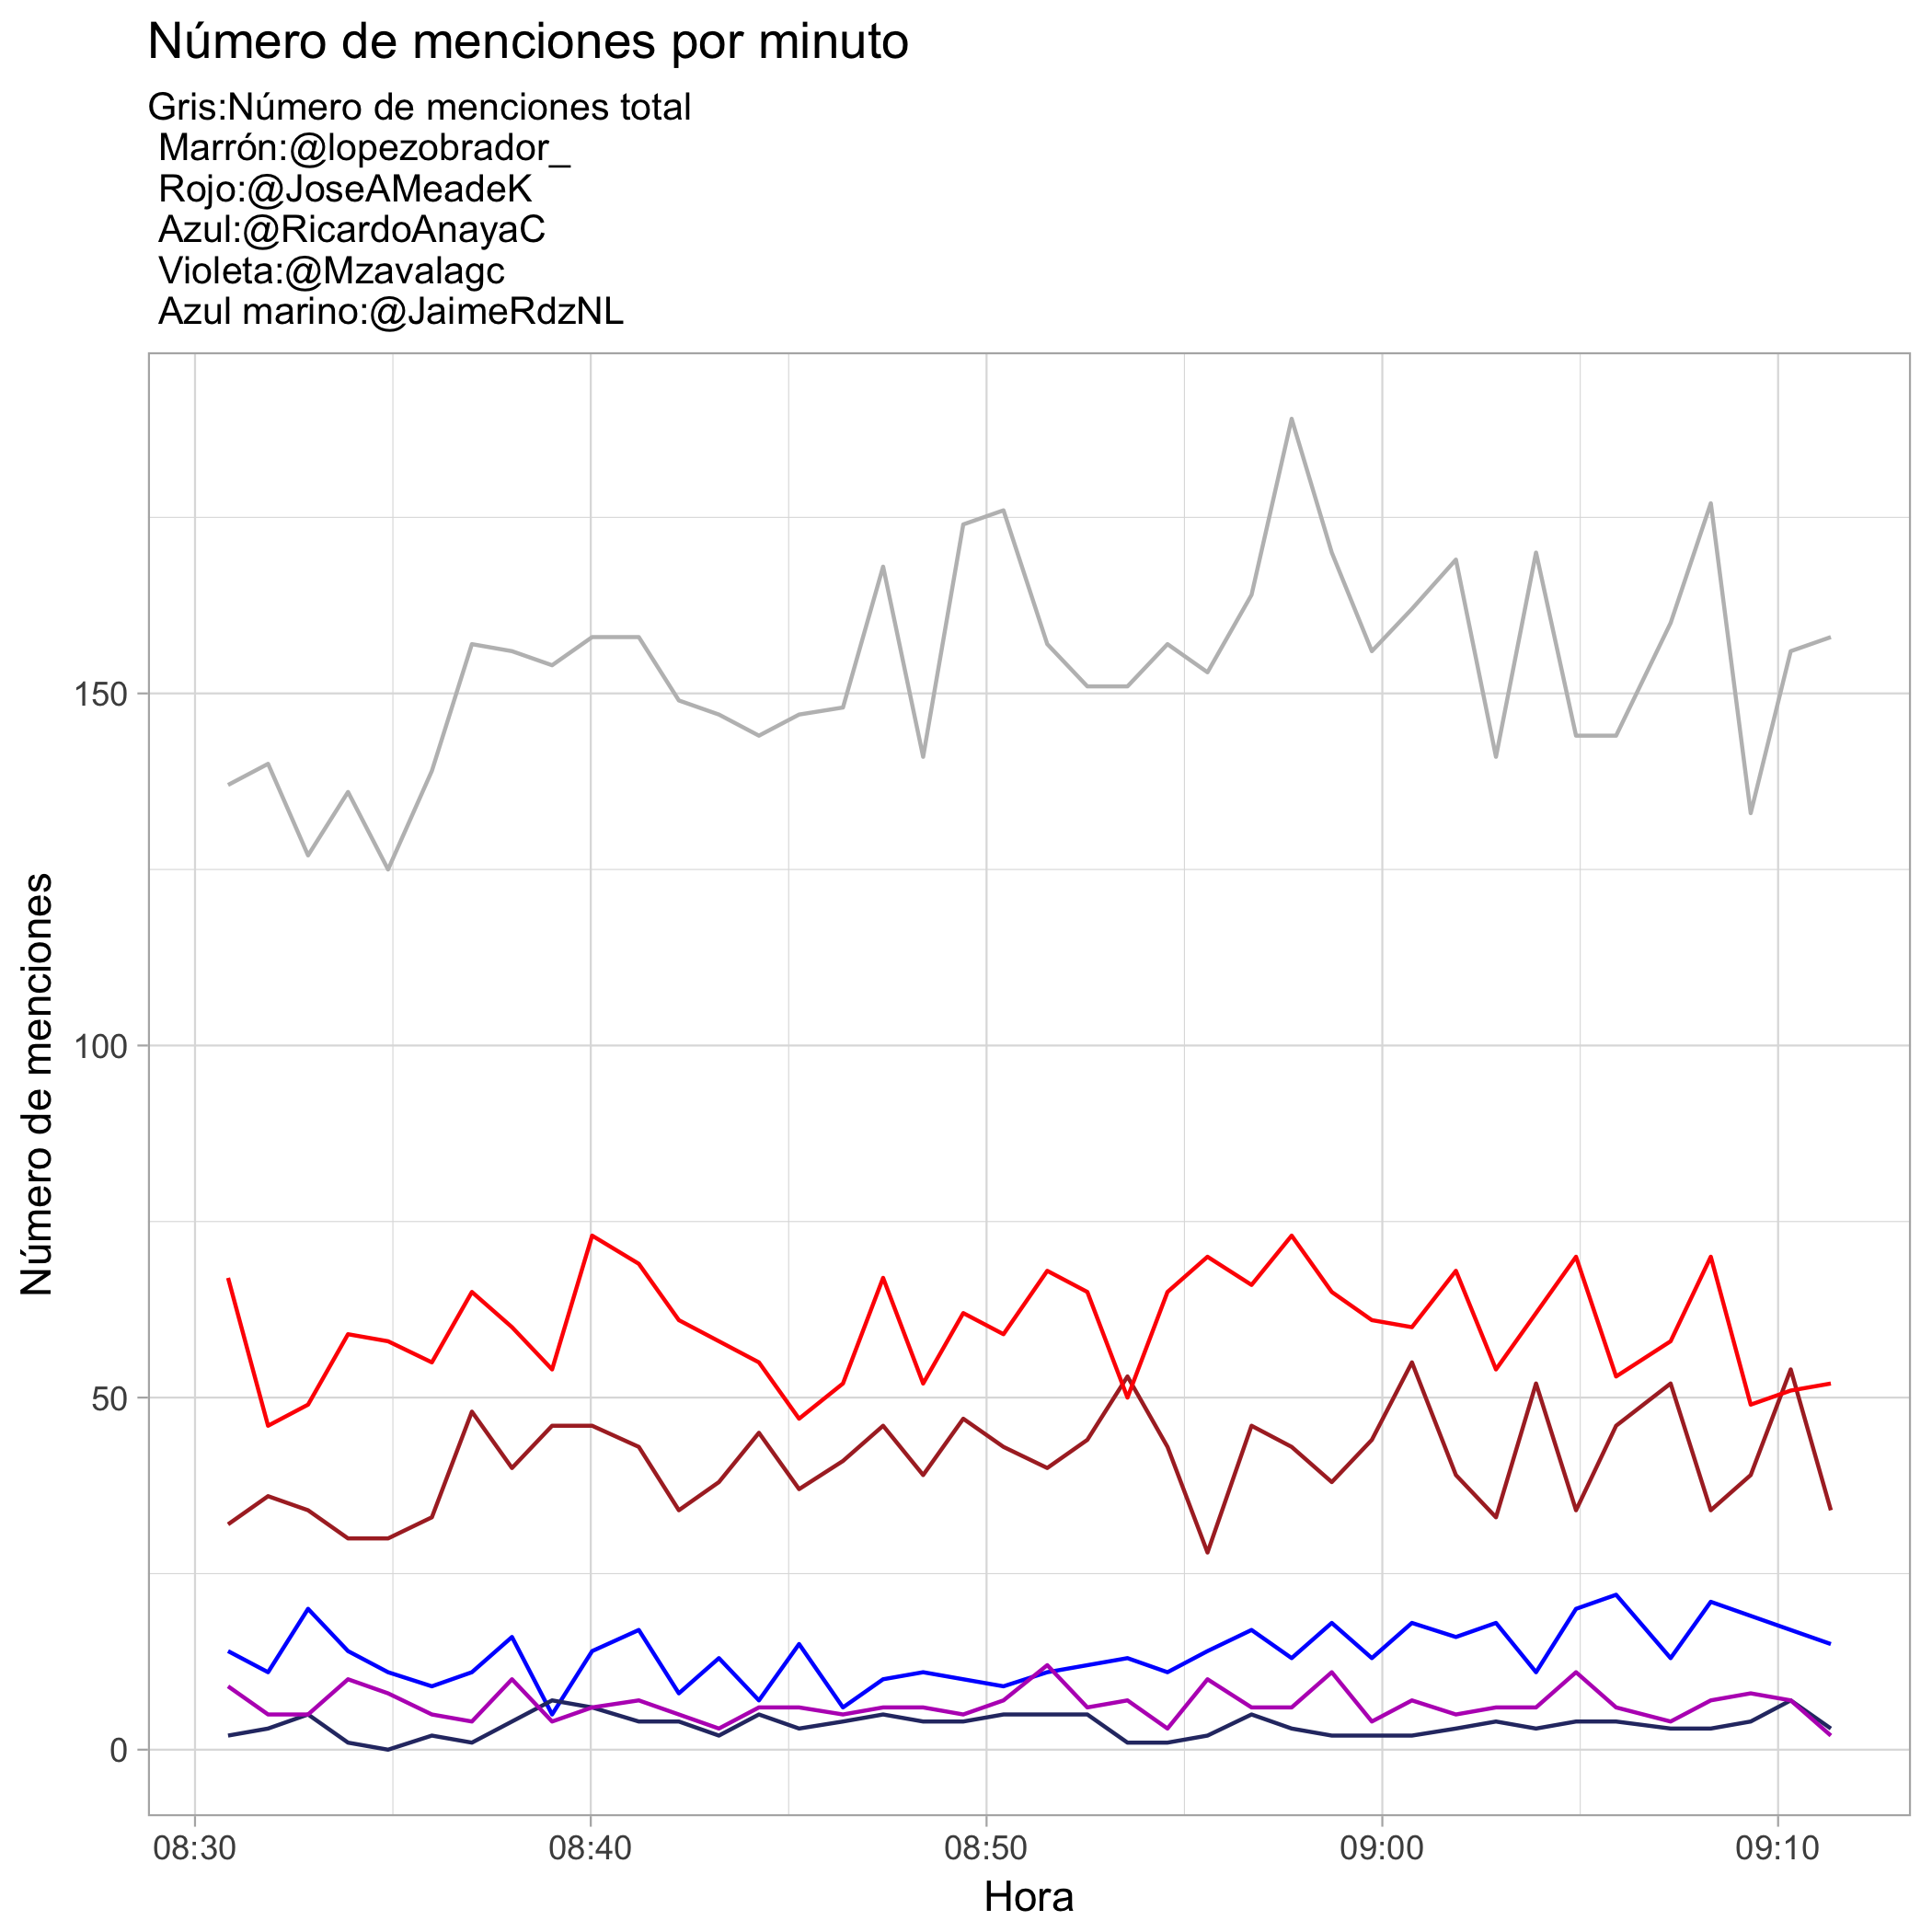 Número de menciones por minuto
Gris:Número de menciones total
Marrón:@lopezobrador_
Rojo:@JoseAMeadeK
Azul:@RicardoAnayaC
Violeta:@Mzavalagc
Azul marino:@JaimeRdzNL
Número de menciones
150
100
50
0
08:30
08:40
08:50
09:00
09:10
Hora